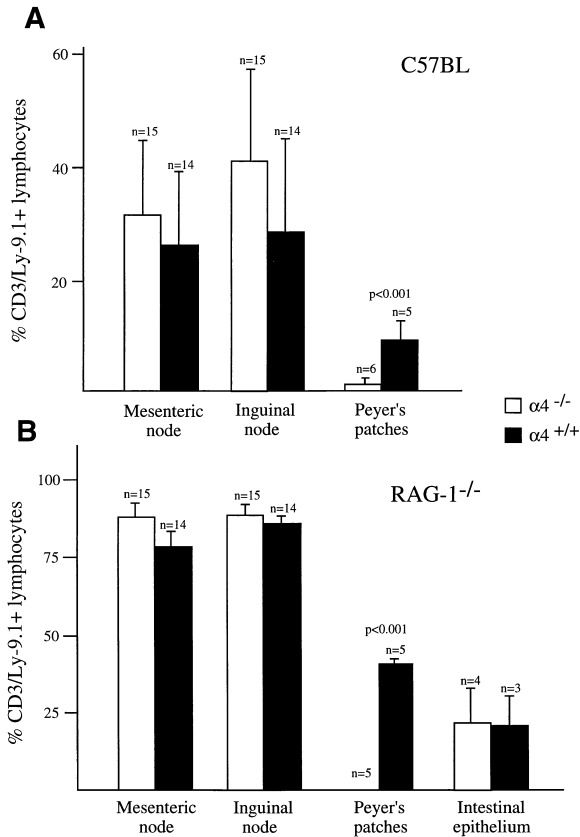 A
C57BL
% CD3/Ly-9.1+ lymphocytes
60
40
20
n=15
n=14
n=15
n=14
p<0.001
n=6
n=5
Mesenteric
node
Inguinal
node
Peyer's
patches
α4 -/-
α4 +/+
B
RAG-1-/-
% CD3/Ly-9.1+ lymphocytes
100
75
50
25
n=15
n=14
n=15
n=14
p<0.001
n=5
n=5
n=4
n=3
Mesenteric
node
Inguinal
node
Peyer's
patches
Intestinal
epithelium